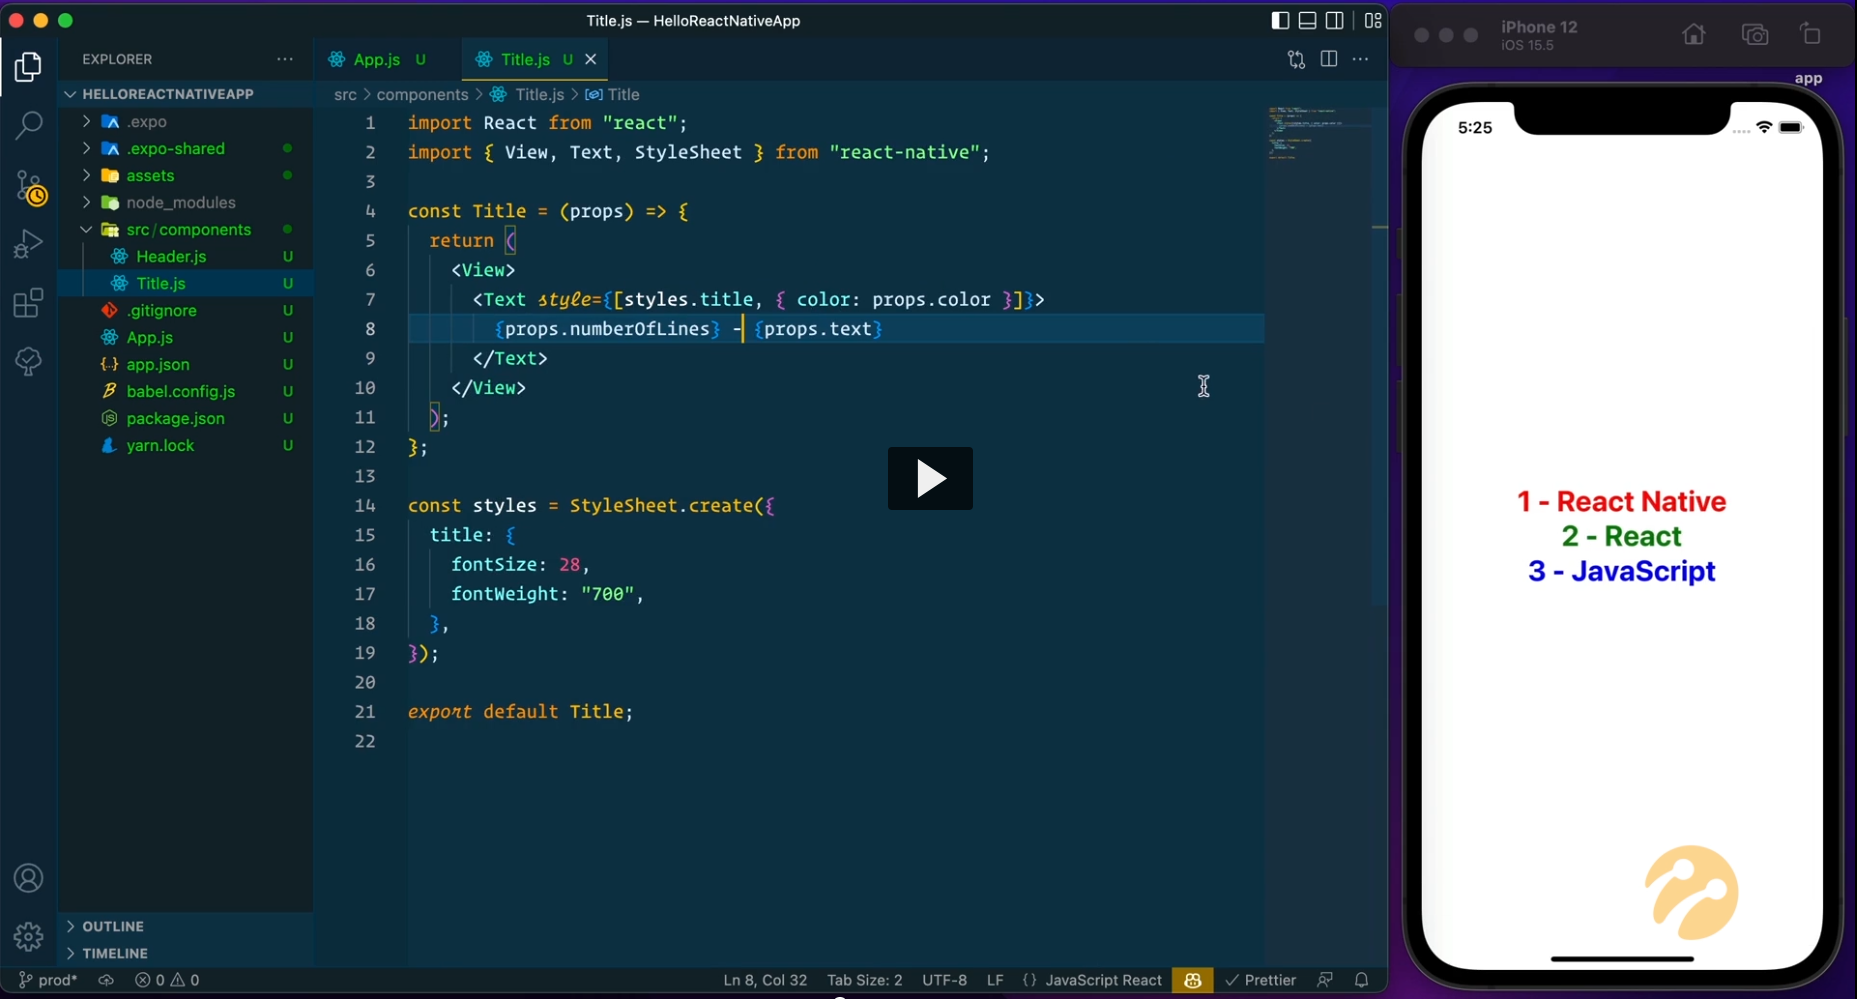 Title.js — HelloReactNativeApp
EXPLORER
HELLOREACTNATIVEAPP
.expo
.expo-shared
assets
node_modules
src/components
Header.js U
Title.js U
.gitignore U
App.js U
app.json U
babel.config.js U
package.json U
yarn.lock U
OUTLINE
TIMELINE
App.js U
Title.js U
src > components > Title.js > Title
1 import React from "react";
2 import { View, Text, StyleSheet } from "react-native";
3
4 const Title = (props) => {
5 return (
6 <View>
7 <Text style={[styles.title, { color: props.color }]}>
8 {props.numberOfLines} - {props.text}
9 </Text>
10 </View>
11 );
12 };
13
14 const styles = StyleSheet.create({
15 title: {
16 fontSize: 28,
17 fontWeight: "700",
18 },
19 });
20
21 export default Title;
22
prod* 0 0 Ln 8, Col 32 Tab Size: 2 UTF-8 LF {} JavaScript React Prettier
iPhone 12
iOS 15.5
app
5:25
1 - React Native
2 - React
3 - JavaScript